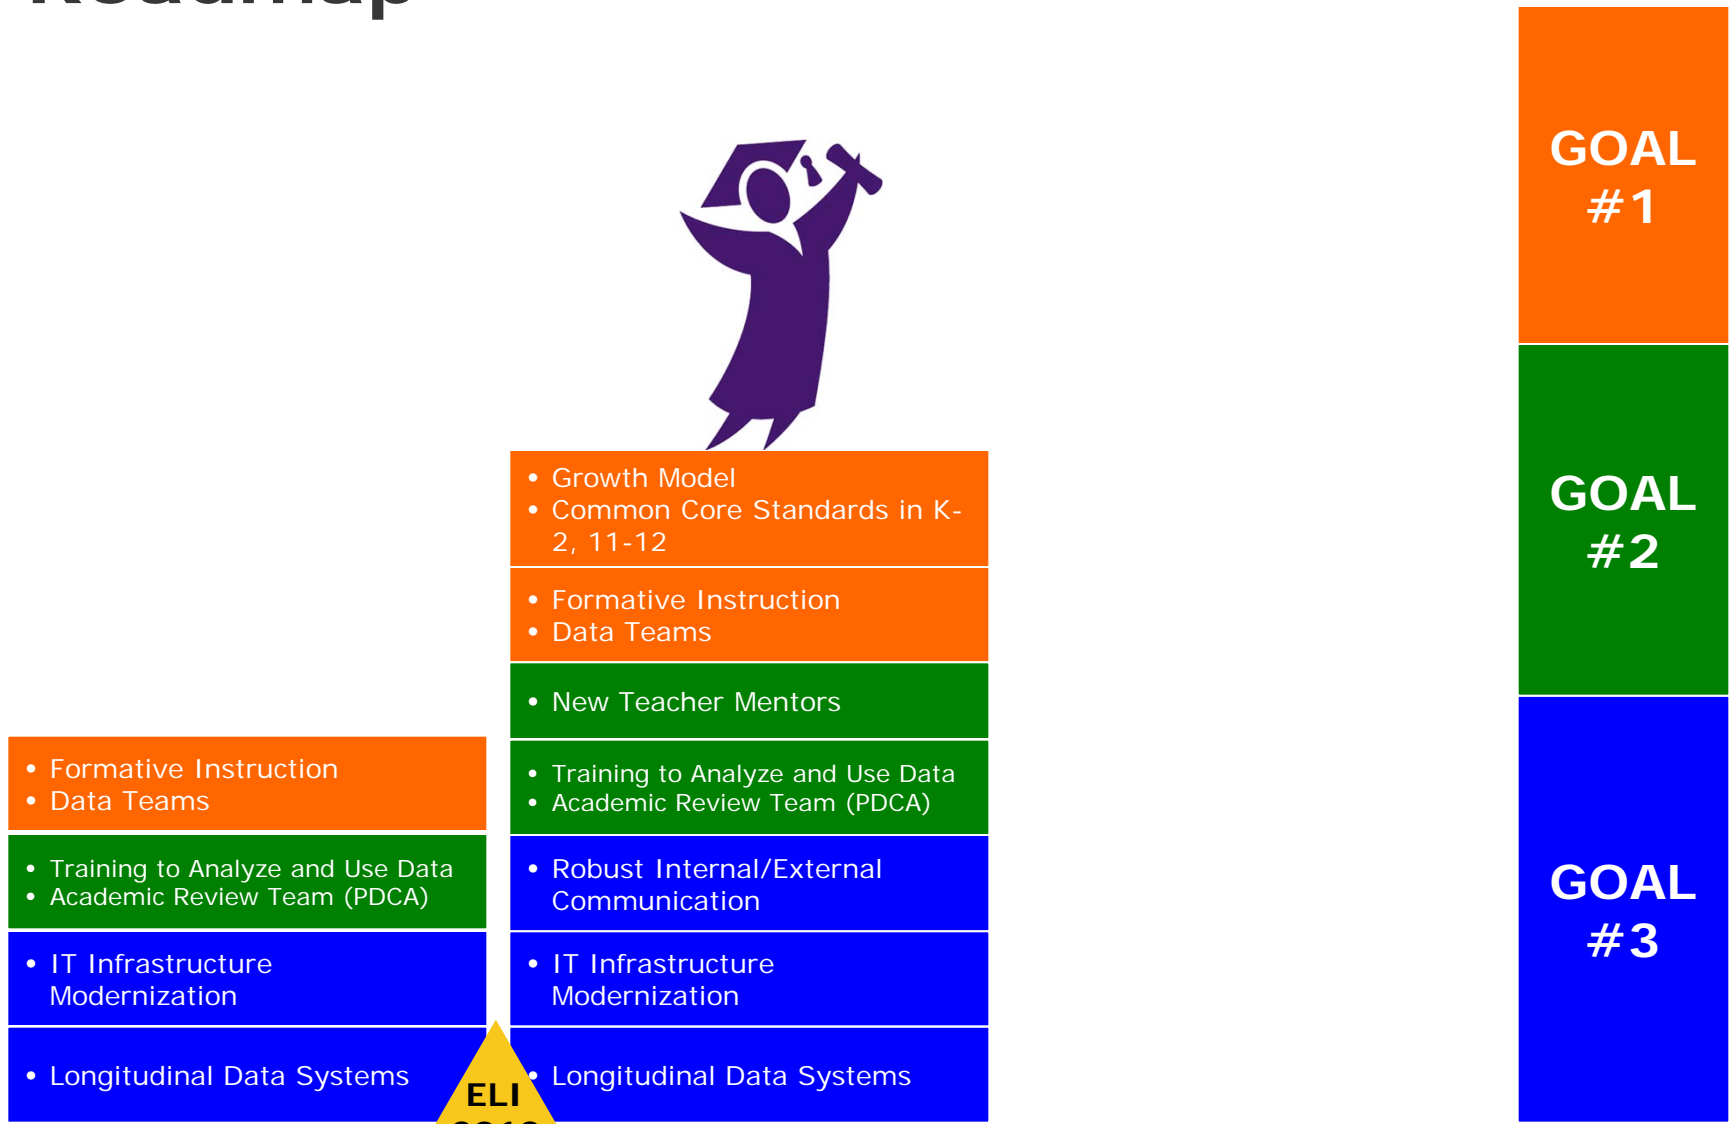 Roadmap
• Formative Instruction
• Data Teams
• Training to Analyze and Use Data
• Academic Review Team (PDCA)
• IT Infrastructure
Modernization
• Longitudinal Data Systems
ELI
• Growth Model
• Common Core Standards in K-
2, 11-12
• Formative Instruction
• Data Teams
• New Teacher Mentors
• Training to Analyze and Use Data
• Academic Review Team (PDCA)
• Robust Internal/External
Communication
• IT Infrastructure
Modernization
• Longitudinal Data Systems
GOAL
#1
GOAL
#2
GOAL
#3